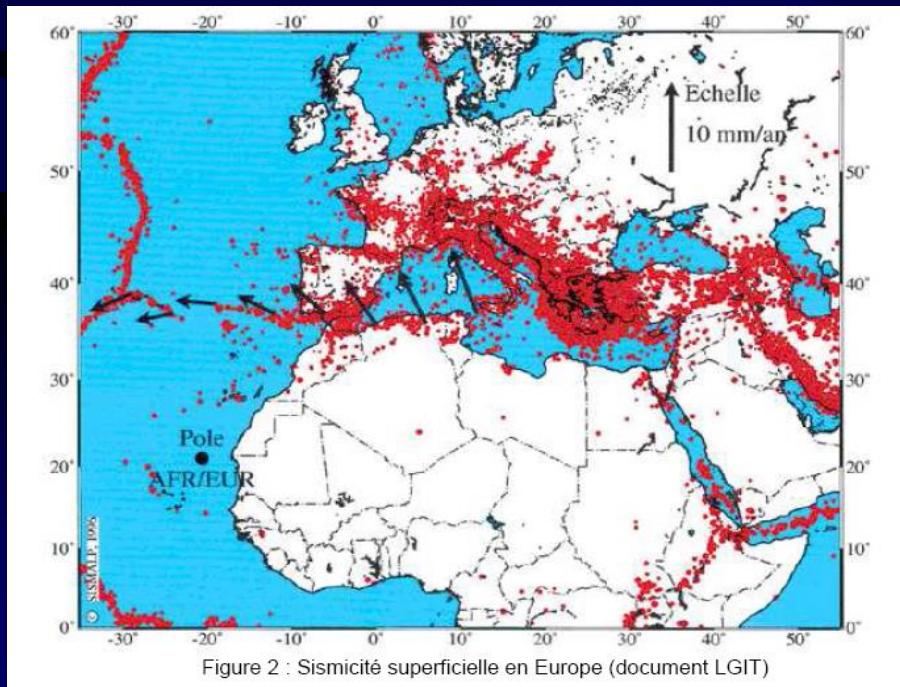 -30° -20° -10° 0° 10° 20° 30° 40° 50°
60° 60°
Echelle
10 mm/an
50° 50°
40° 40°
30° 30°
Pole
20° 20°
AFR/EUR
10° 10°
© SISMALP, 1996
0° 0°
-30° -20° -10° 0° 10° 20° 30° 40° 50°
Figure 2 : Sismicité superficielle en Europe (document LGIT)